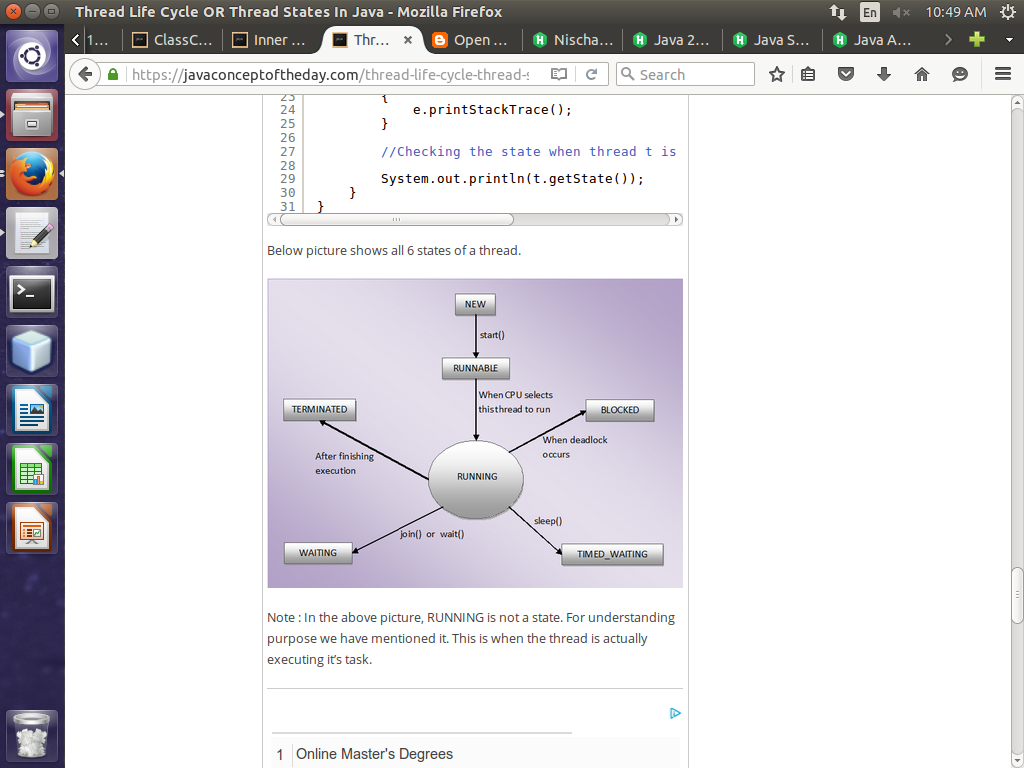 Thread Life Cycle OR Thread States In Java - Mozilla Firefox
En
10:49 AM
1...
ClassC...
Inner ...
Thr...
Open ...
Nischa...
Java 2...
Java S...
Java A...
https://javaconceptoftheday.com/thread-life-cycle-thread-s
Search
23 {
24 e.printStackTrace();
25 }
26
27 //Checking the state when thread t is
28
29 System.out.println(t.getState());
30 }
31 }
Below picture shows all 6 states of a thread.
NEW
start()
RUNNABLE
When CPU selects
this thread to run
TERMINATED
BLOCKED
When deadlock
occurs
After finishing
execution
RUNNING
sleep()
join() or wait()
WAITING
TIMED_WAITING
Note : In the above picture, RUNNING is not a state. For understanding
purpose we have mentioned it. This is when the thread is actually
executing it's task.
1 Online Master's Degrees